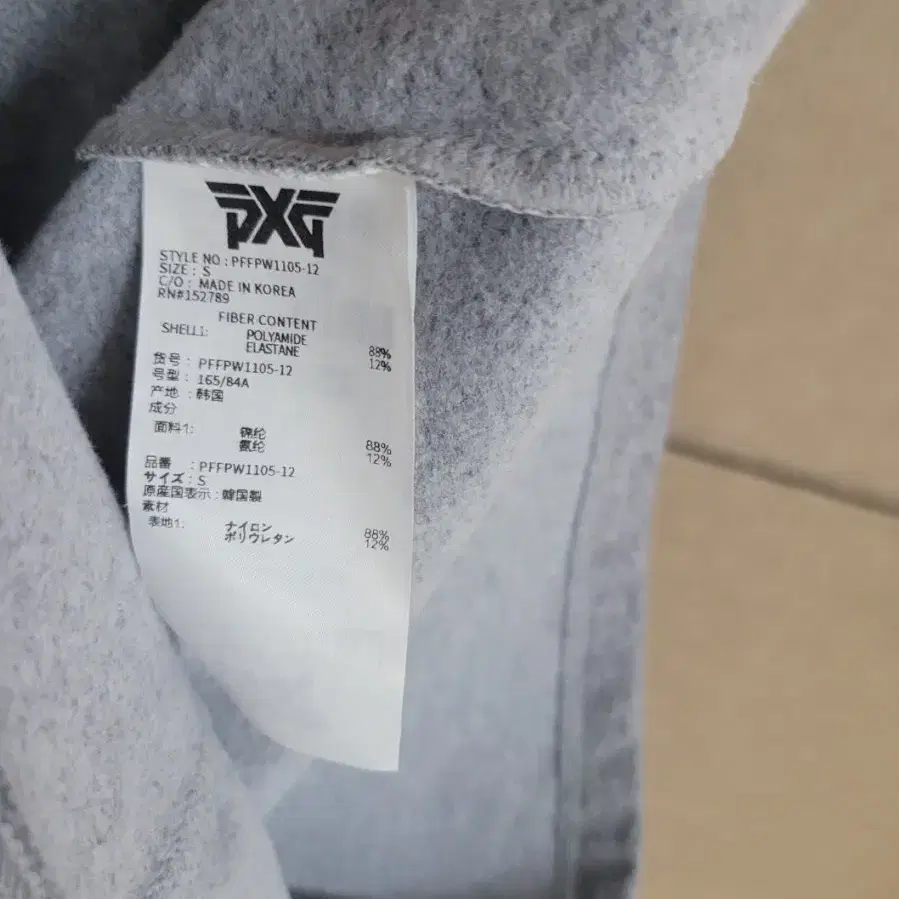 PXG
STYLE NO : PFFPW1105-12
SIZE : S
C/O : MADE IN KOREA
RN#152789
FIBER CONTENT
SHELL1: POLYAMIDE 88%
ELASTANE 12%
货号 : PFFPW1105-12
号型 : 165/84A
产地 : 韩国
成分
面料1: 锦纶 88%
氨纶 12%
品番 : PFFPW1105-12
サイズ : S
原産国表示 : 韓国製
素材
表地1: ナイロン 88%
ポリウレタン 12%